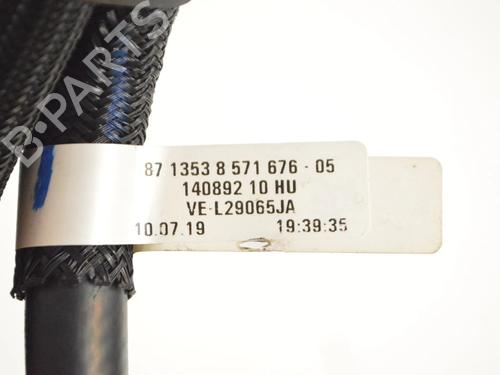 B-PARTS
87 1353 8 571 676 - 05
140892 10 HU
VE-L29065JA
10.07.19 19:39:35